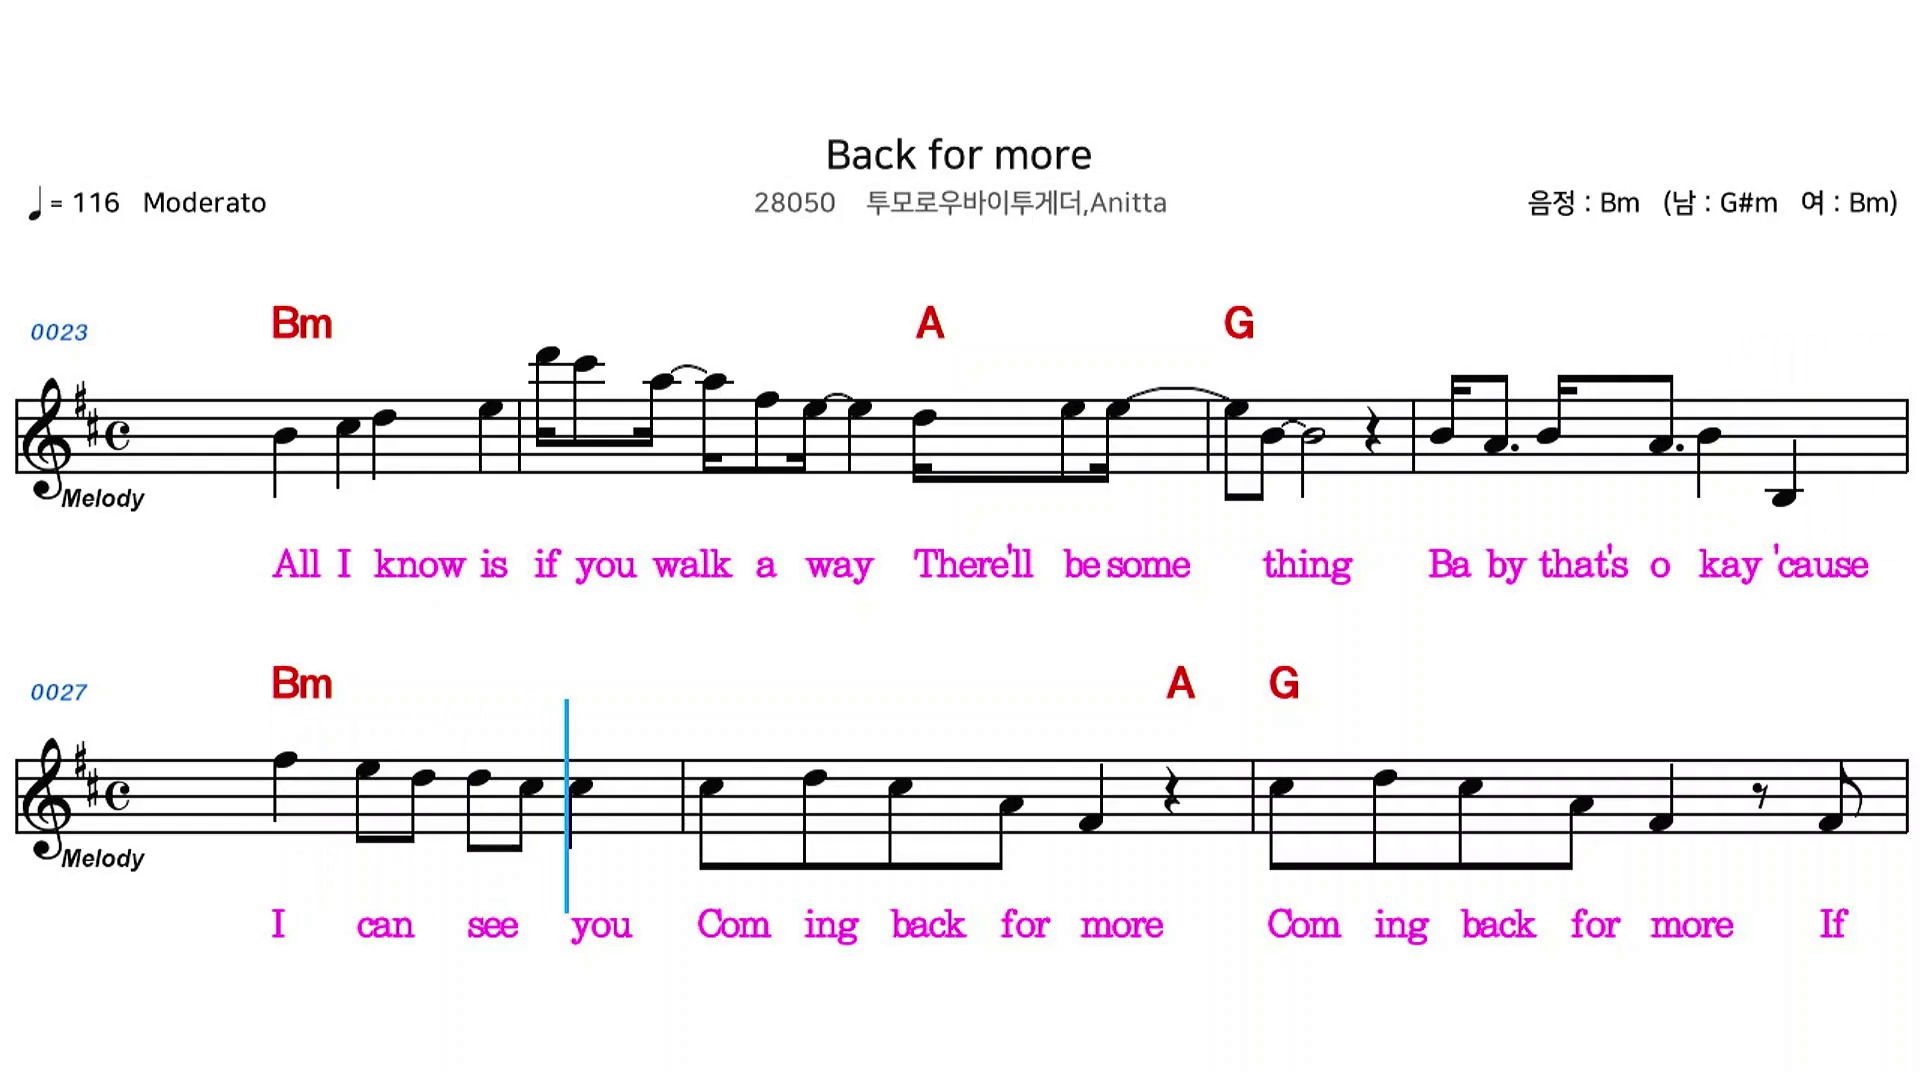 Back for more
♩= 116 Moderato 28050 투모로우바이투게더,Anitta 음정 : Bm (남 : G#m 여 : Bm)
0023 Bm A G
Melody
All I know is if you walk a way There'll be some thing Ba by that's o kay 'cause
0027 Bm A G
Melody
I can see you Com ing back for more Com ing back for more If